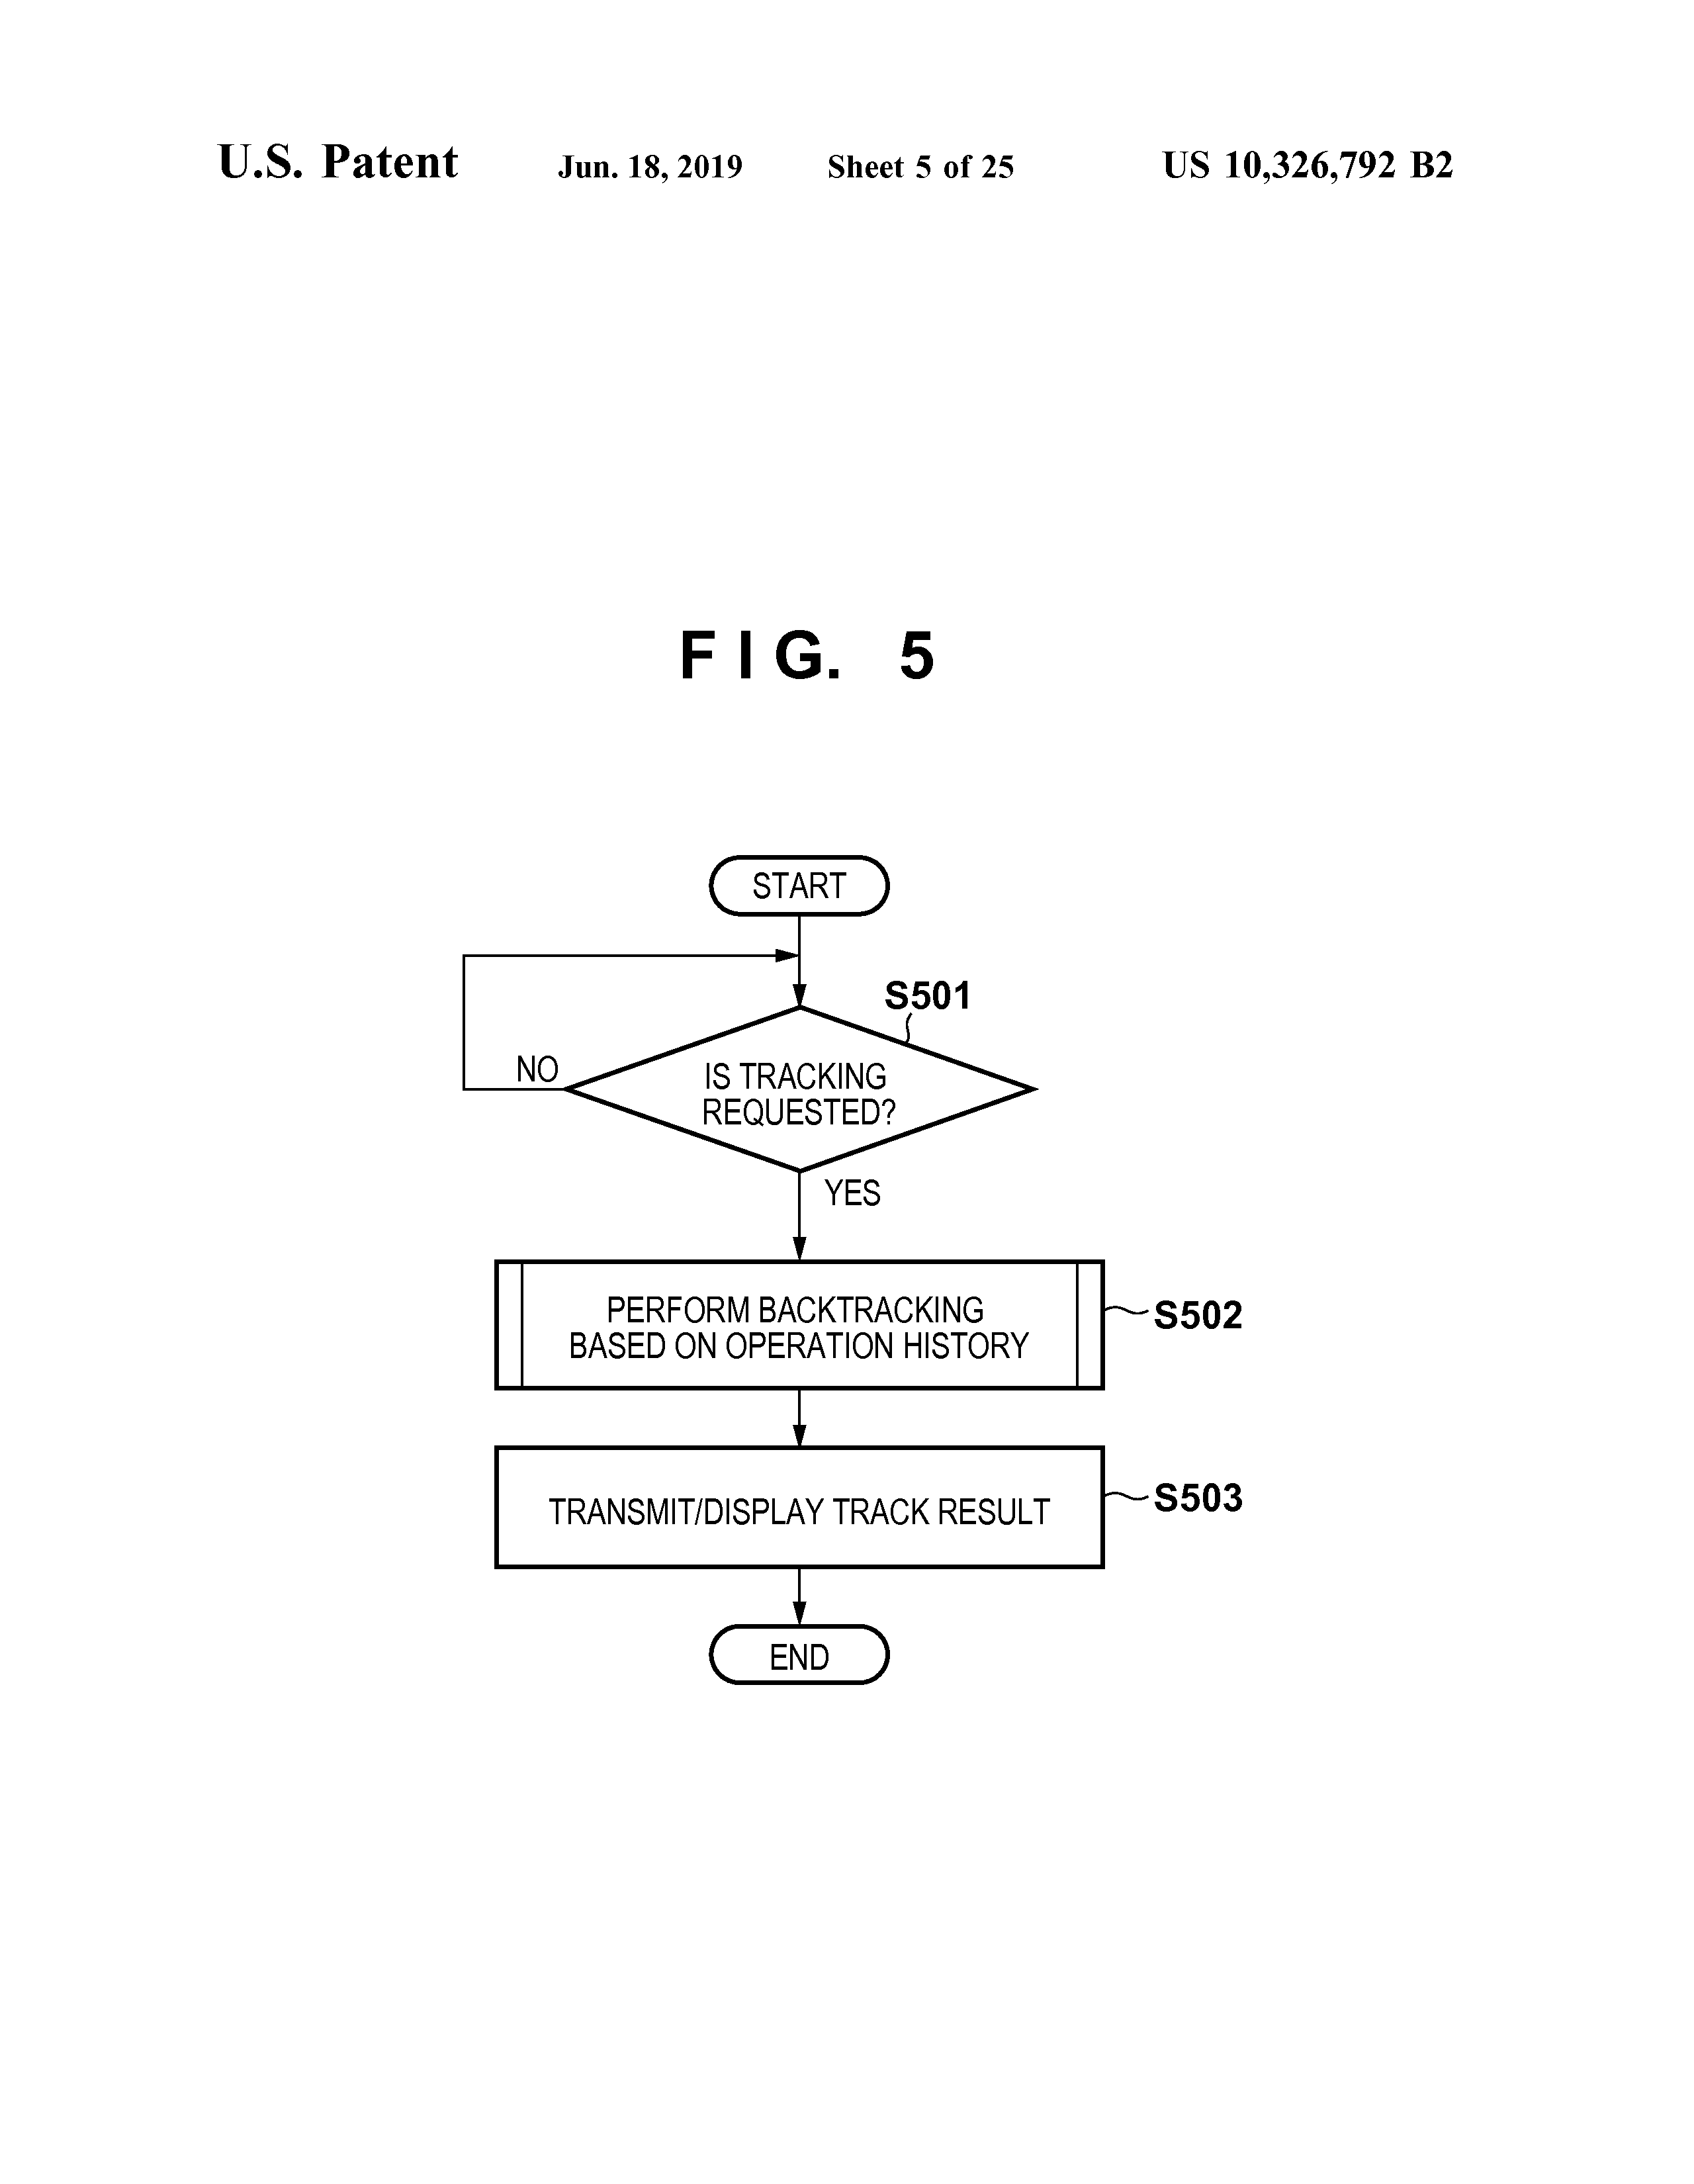 U.S. Patent Jun. 18, 2019 Sheet 5 of 25 US 10,326,792 B2
FIG. 5
START
S501
NO
IS TRACKING
REQUESTED?
YES
PERFORM BACKTRACKING
BASED ON OPERATION HISTORY
S502
TRANSMIT/DISPLAY TRACK RESULT
S503
END